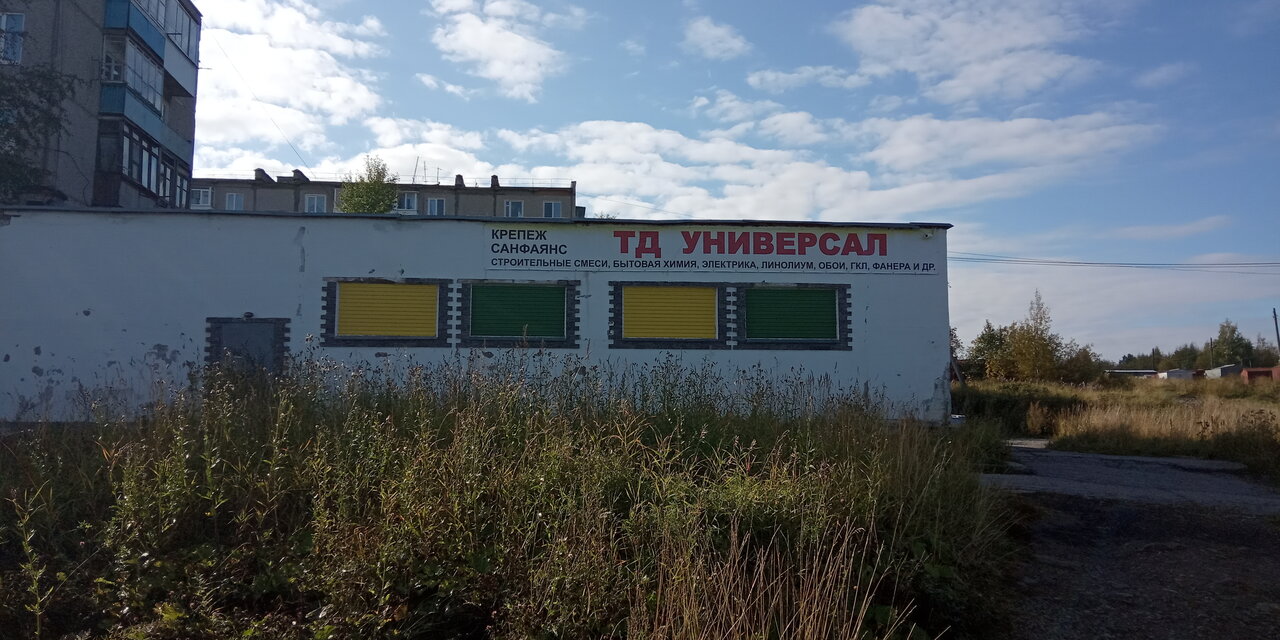 КРЕПЕЖ
САНФАЯНС
ТД УНИВЕРСАЛ
СТРОИТЕЛЬНЫЕ СМЕСИ, БЫТОВАЯ ХИМИЯ, ЭЛЕКТРИКА, ЛИНОЛИУМ, ОБОИ, ГКЛ, ФАНЕРА И ДР.